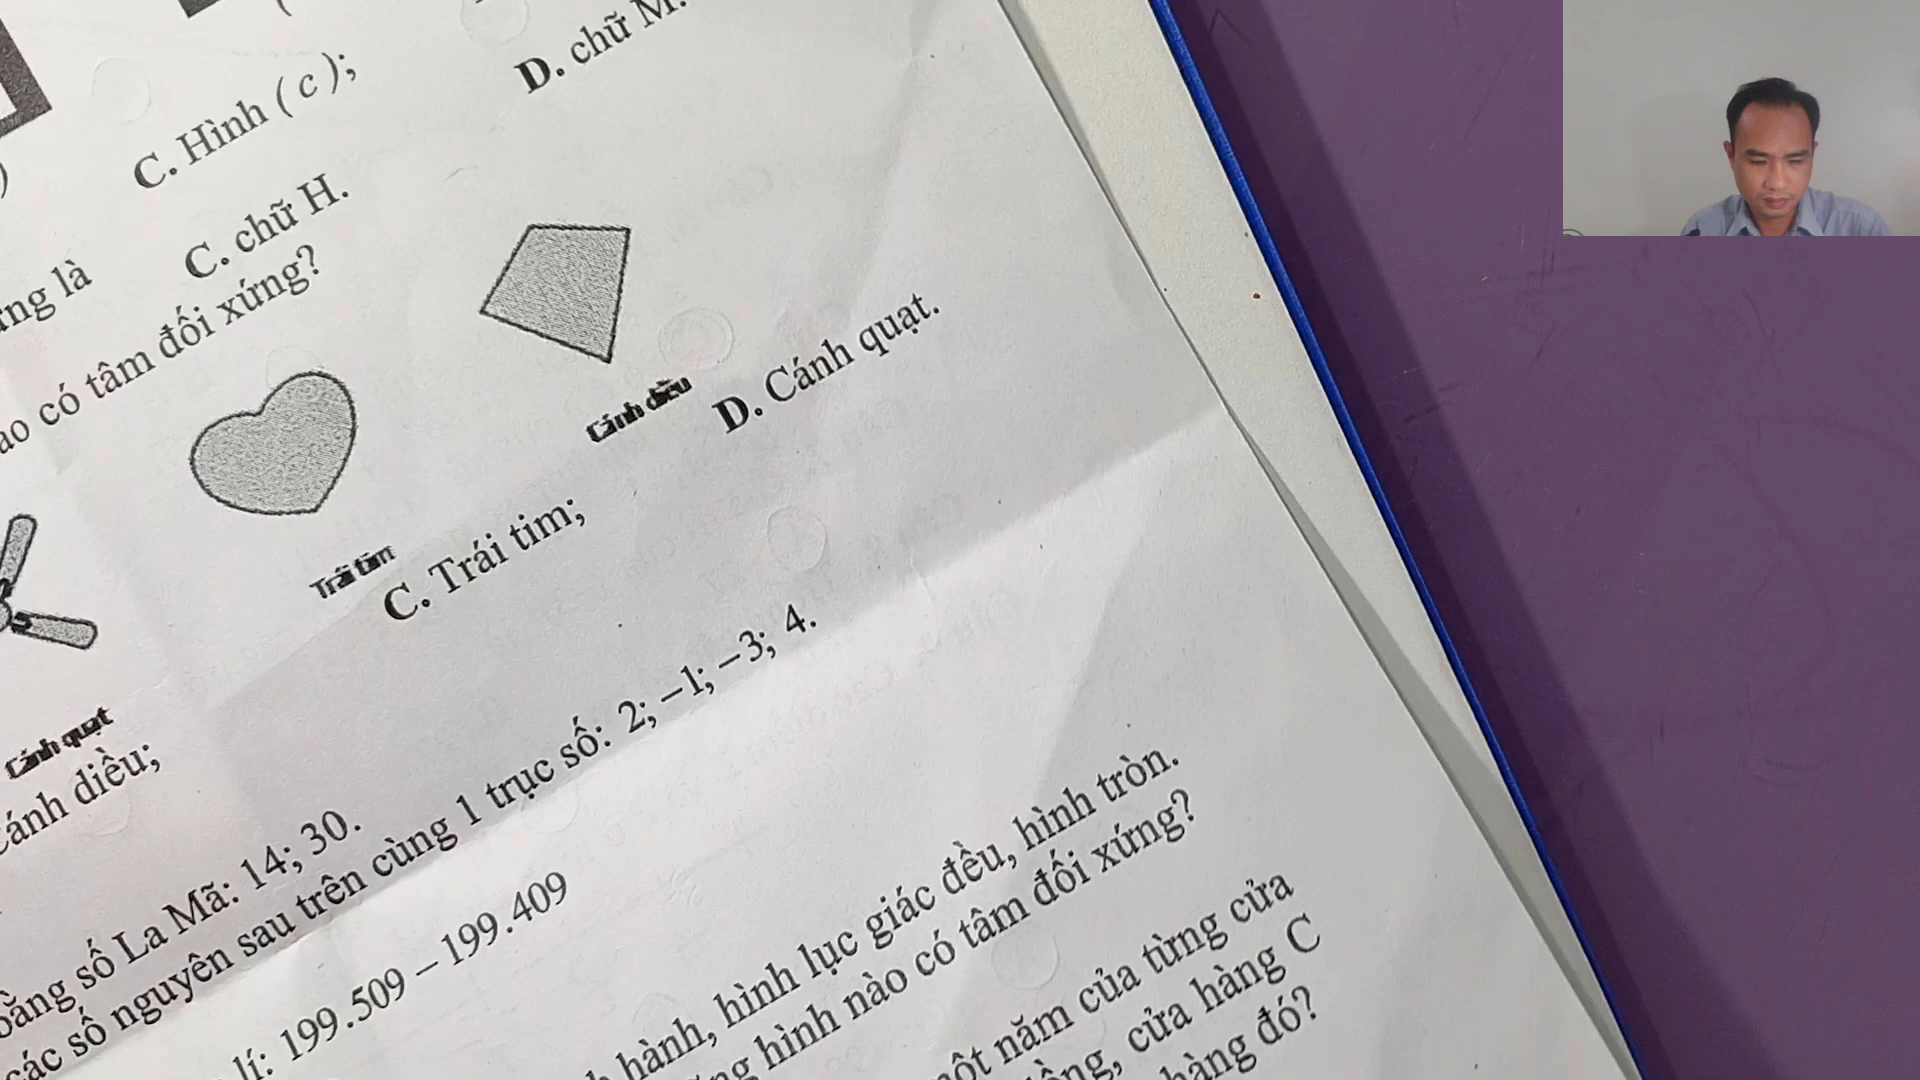 C. Hình ( c );
D. chữ M.
ng là
C. chữ H.
có tâm đối xứng?
Cánh diều
Trái tim
Cánh quạt
cánh diều;
C. Trái tim;
D. Cánh quạt.
bằng số La Mã: 14; 30.
các số nguyên sau trên cùng 1 trục số: 2; −1; −3; 4.
lí: 199.509 − 199.409
hành, hình lục giác đều, hình tròn.
hình nào có tâm đối xứng?
một năm của từng cửa
đồng, cửa hàng C
hàng đó?